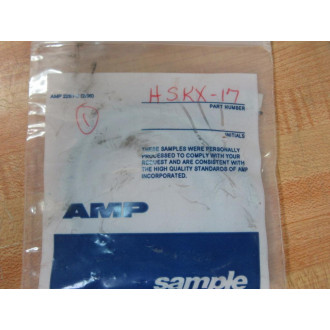 HSKX-17
PART NUMBER
1
INITIALS
THESE SAMPLES WERE PERSONALLY
PROCESSED TO COMPLY WITH YOUR
REQUEST AND ARE CONSISTENT WITH
THE HIGH QUALITY STANDARDS OF AMP
INCORPORATED.
AMP
sample